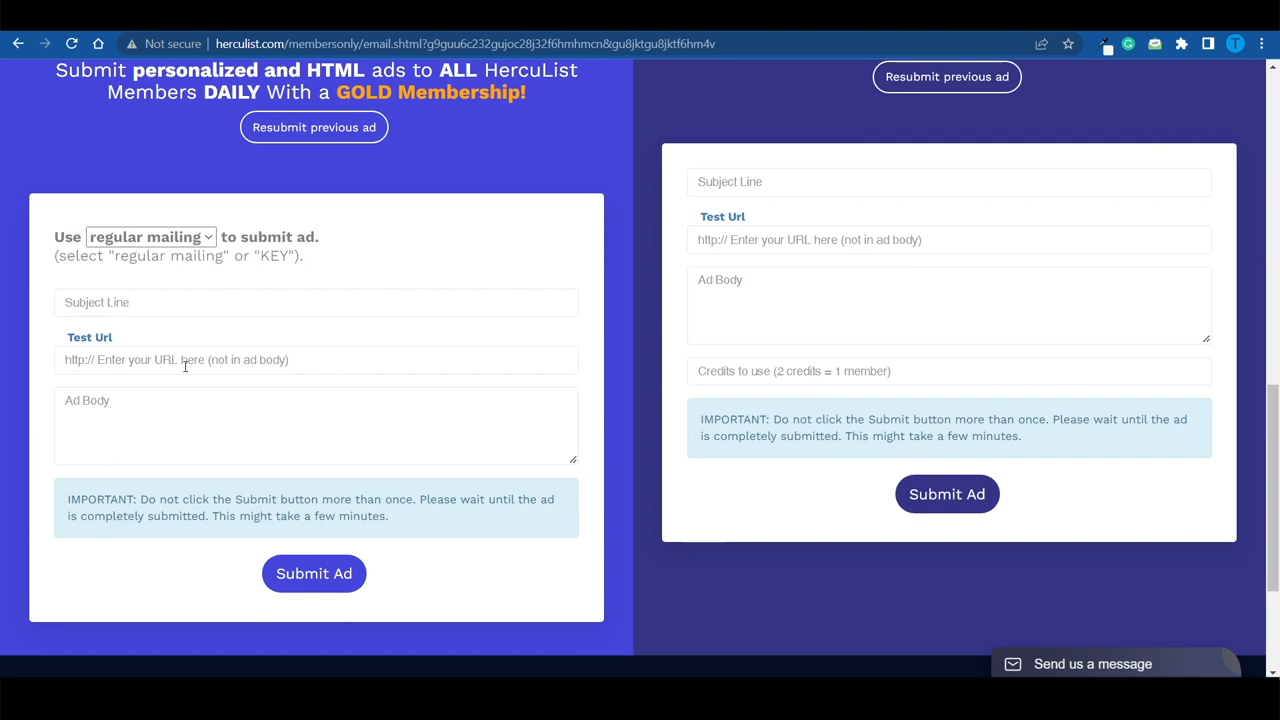 Not secure
herculist.com/membersonly/email.shtml?g9guu6c232gujoc28j32f6hmhmcn&gu8jktgu8jktf6hm4v
T
Submit personalized and HTML ads to ALL HercuList
Members DAILY With a GOLD Membership!
Resubmit previous ad
Use regular mailing to submit ad.
(select "regular mailing" or "KEY").
Subject Line
Test Url
http:// Enter your URL here (not in ad body)
Ad Body
IMPORTANT: Do not click the Submit button more than once. Please wait until the ad
is completely submitted. This might take a few minutes.
Submit Ad
Resubmit previous ad
Subject Line
Test Url
http:// Enter your URL here (not in ad body)
Ad Body
Credits to use (2 credits = 1 member)
IMPORTANT: Do not click the Submit button more than once. Please wait until the ad
is completely submitted. This might take a few minutes.
Submit Ad
Send us a message